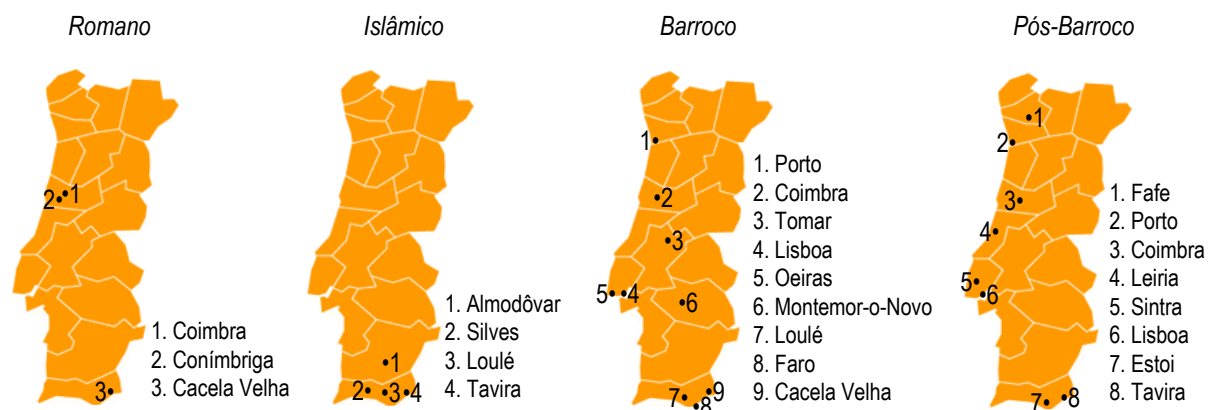 Romano
Islâmico
Barroco
Pós-Barroco
1
2
1. Coimbra
2. Conímbriga
3. Cacela Velha
3
1
2
3
4
1. Almodôvar
2. Silves
3. Loulé
4. Tavira
1
2
3
5
4
6
7
8
9
1. Porto
2. Coimbra
3. Tomar
4. Lisboa
5. Oeiras
6. Montemor-o-Novo
7. Loulé
8. Faro
9. Cacela Velha
1
2
3
4
5
6
7
8
1. Fafe
2. Porto
3. Coimbra
4. Leiria
5. Sintra
6. Lisboa
7. Estoi
8. Tavira